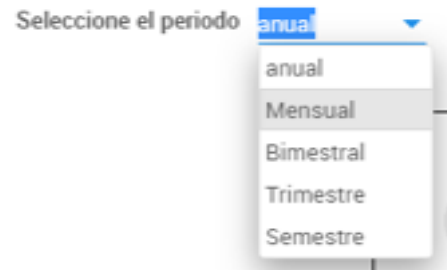 Seleccione el periodo anual
anual
Mensual
Bimestral
Trimestre
Semestre